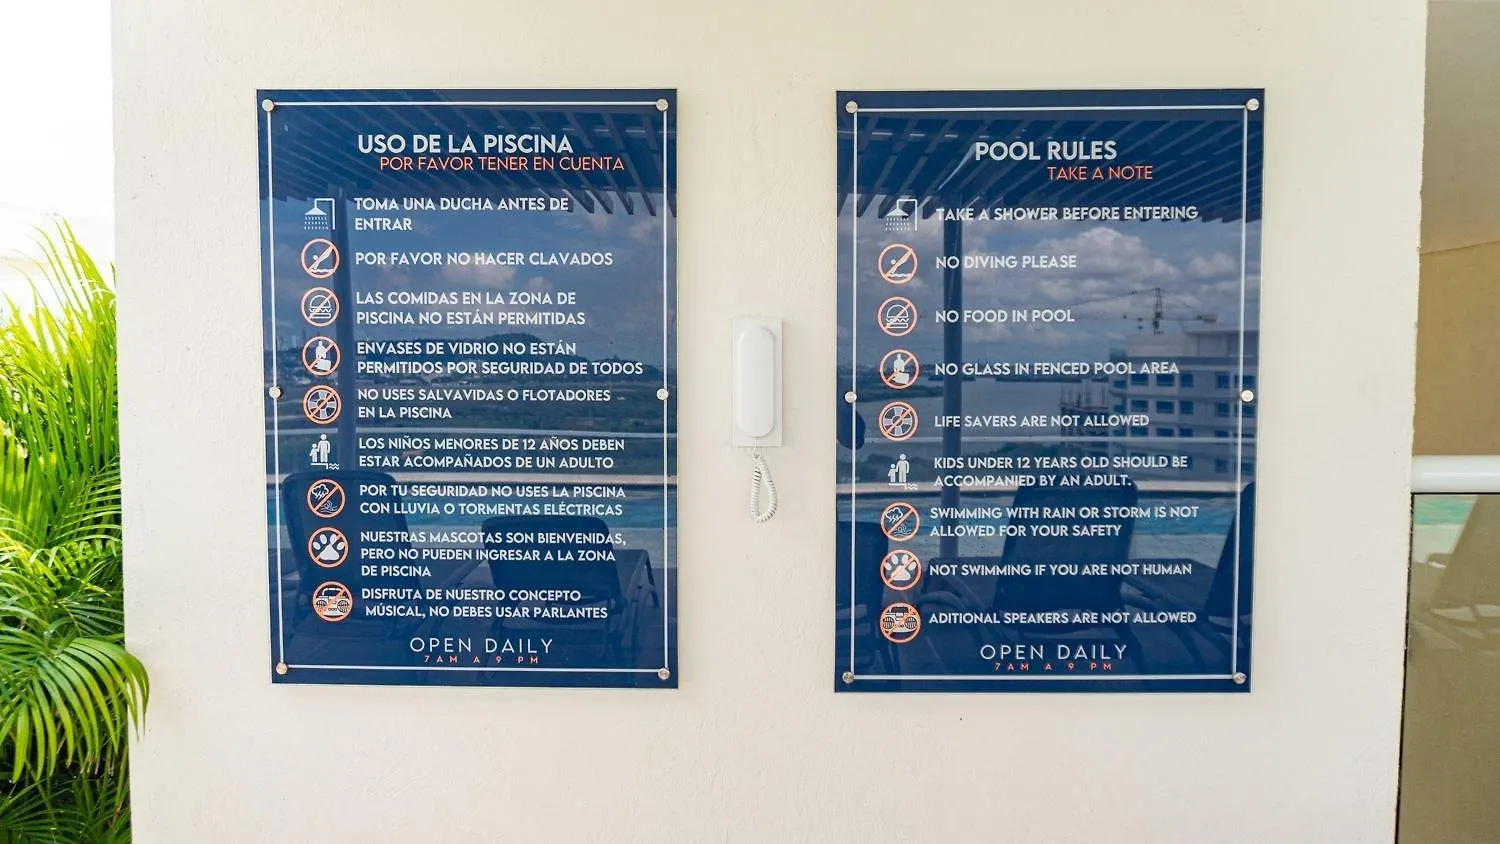 USO DE LA PISCINA
POR FAVOR TENER EN CUENTA
TOMA UNA DUCHA ANTES DE
ENTRAR
POR FAVOR NO HACER CLAVADOS
LAS COMIDAS EN LA ZONA DE
PISCINA NO ESTÁN PERMITIDAS
ENVASES DE VIDRIO NO ESTÁN
PERMITIDOS POR SEGURIDAD DE TODOS
NO USES SALVAVIDAS O FLOTADORES
EN LA PISCINA
LOS NIÑOS MENORES DE 12 AÑOS DEBEN
ESTAR ACOMPAÑADOS DE UN ADULTO
POR TU SEGURIDAD NO USES LA PISCINA
CON LLUVIA O TORMENTAS ELÉCTRICAS
NUESTRAS MASCOTAS SON BIENVENIDAS,
PERO NO PUEDEN INGRESAR A LA ZONA
DE PISCINA
DISFRUTA DE NUESTRO CONCEPTO
MÚSICAL, NO DEBES USAR PARLANTES
OPEN DAILY
7AM A 9 PM
POOL RULES
TAKE A NOTE
TAKE A SHOWER BEFORE ENTERING
NO DIVING PLEASE
NO FOOD IN POOL
NO GLASS IN FENCED POOL AREA
LIFE SAVERS ARE NOT ALLOWED
KIDS UNDER 12 YEARS OLD SHOULD BE
ACCOMPANIED BY AN ADULT.
SWIMMING WITH RAIN OR STORM IS NOT
ALLOWED FOR YOUR SAFETY
NOT SWIMMING IF YOU ARE NOT HUMAN
ADITIONAL SPEAKERS ARE NOT ALLOWED
OPEN DAILY
7AM A 9 PM